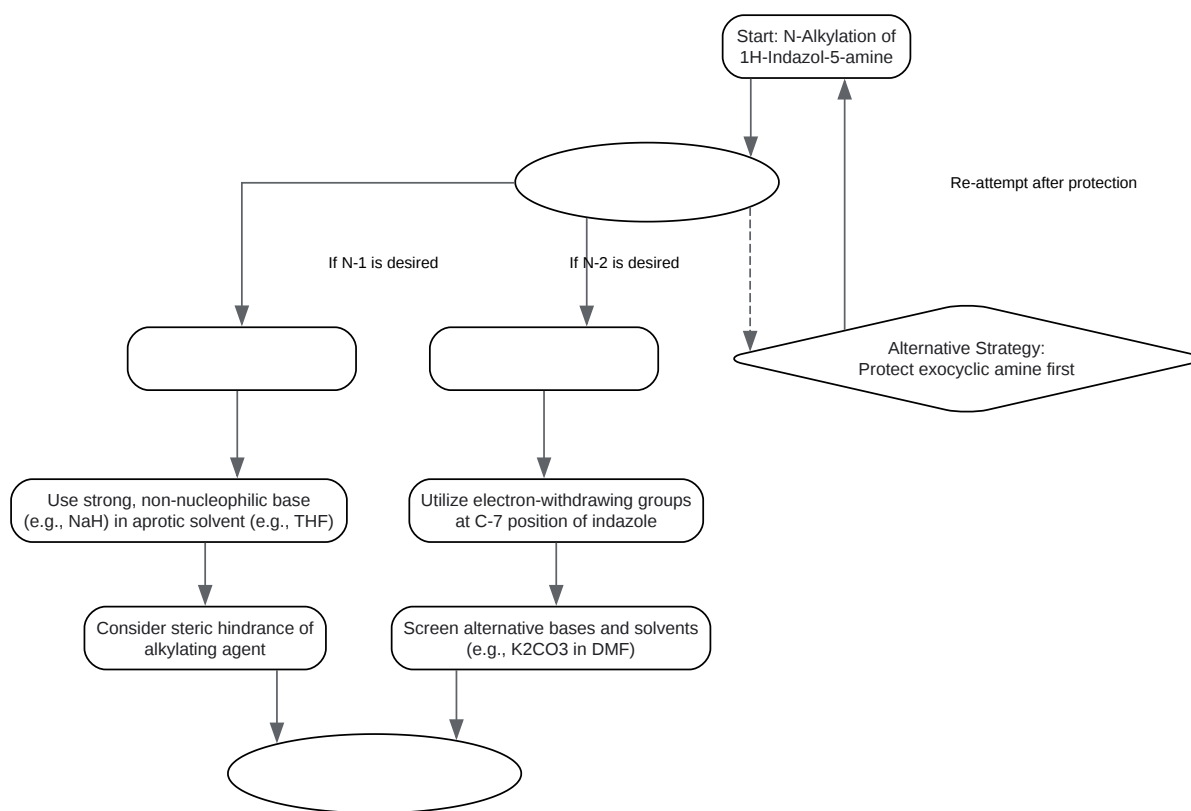 Start: N-Alkylation of
1H-Indazol-5-amine
Re-attempt after protection
If N-1 is desired
If N-2 is desired
Alternative Strategy:
Protect exocyclic amine first
Use strong, non-nucleophilic base
(e.g., NaH) in aprotic solvent (e.g., THF)
Utilize electron-withdrawing groups
at C-7 position of indazole
Consider steric hindrance of
alkylating agent
Screen alternative bases and solvents
(e.g., K2CO3 in DMF)